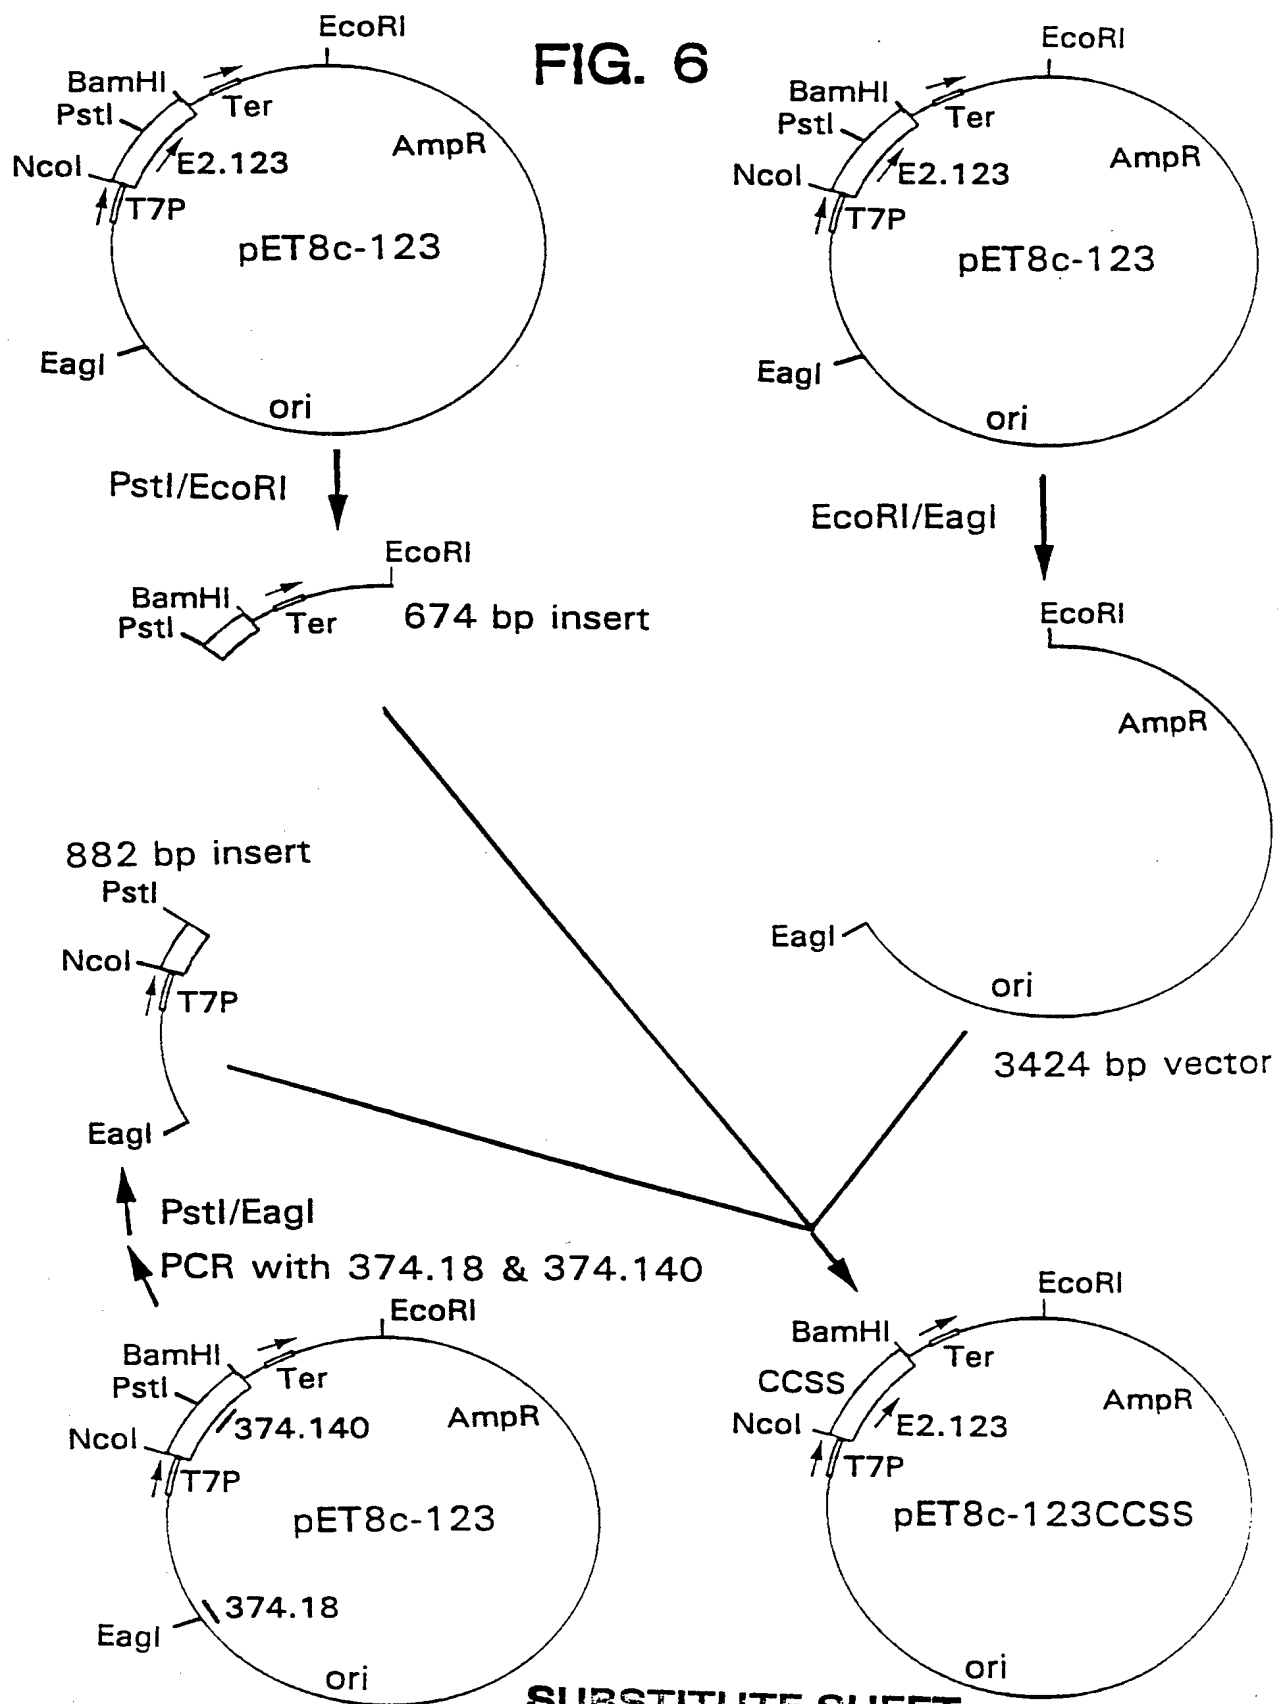 FIG. 6
EcoRI
BamHI
PstI
Ter
AmpR
NcoI
E2.123
T7P
pET8c-123
EagI
ori
EcoRI
BamHI
PstI
Ter
AmpR
NcoI
E2.123
T7P
pET8c-123
EagI
ori
PstI/EcoRI
EcoRI/EagI
EcoRI
BamHI
PstI
Ter
674 bp insert
EcoRI
AmpR
EagI
ori
3424 bp vector
882 bp insert
PstI
NcoI
T7P
EagI
PstI/EagI
PCR with 374.18 & 374.140
EcoRI
BamHI
PstI
Ter
AmpR
374.140
NcoI
T7P
pET8c-123
374.18
EagI
ori
EcoRI
BamHI
Ter
CCSS
AmpR
NcoI
E2.123
T7P
pET8c-123CCSS
ori
SUBSTITUTE SHEET